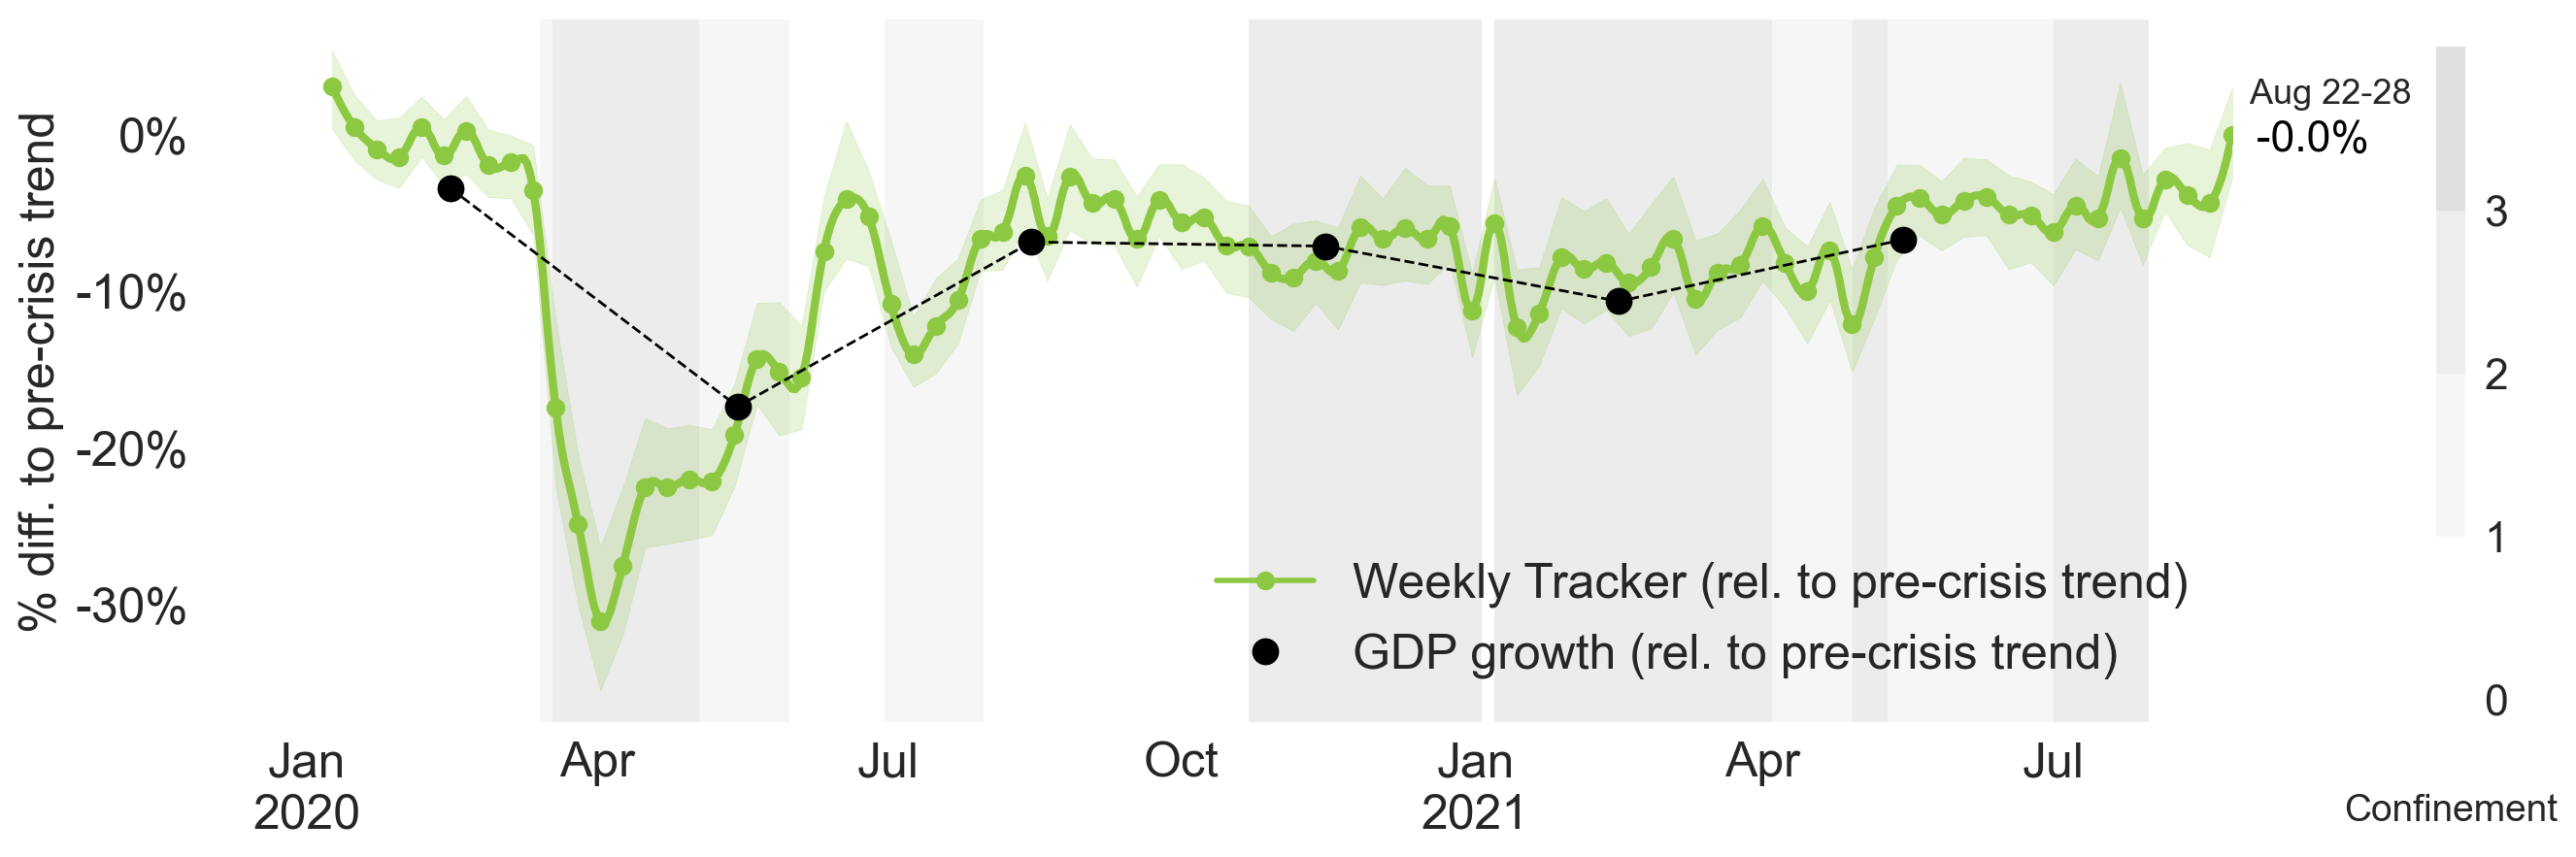 % diff. to pre-crisis trend
0%
-10%
-20%
-30%
Jan
2020
Apr
Jul
Oct
Jan
2021
Apr
Jul
Weekly Tracker (rel. to pre-crisis trend)
GDP growth (rel. to pre-crisis trend)
Aug 22-28
-0.0%
3
2
1
0
Confinement